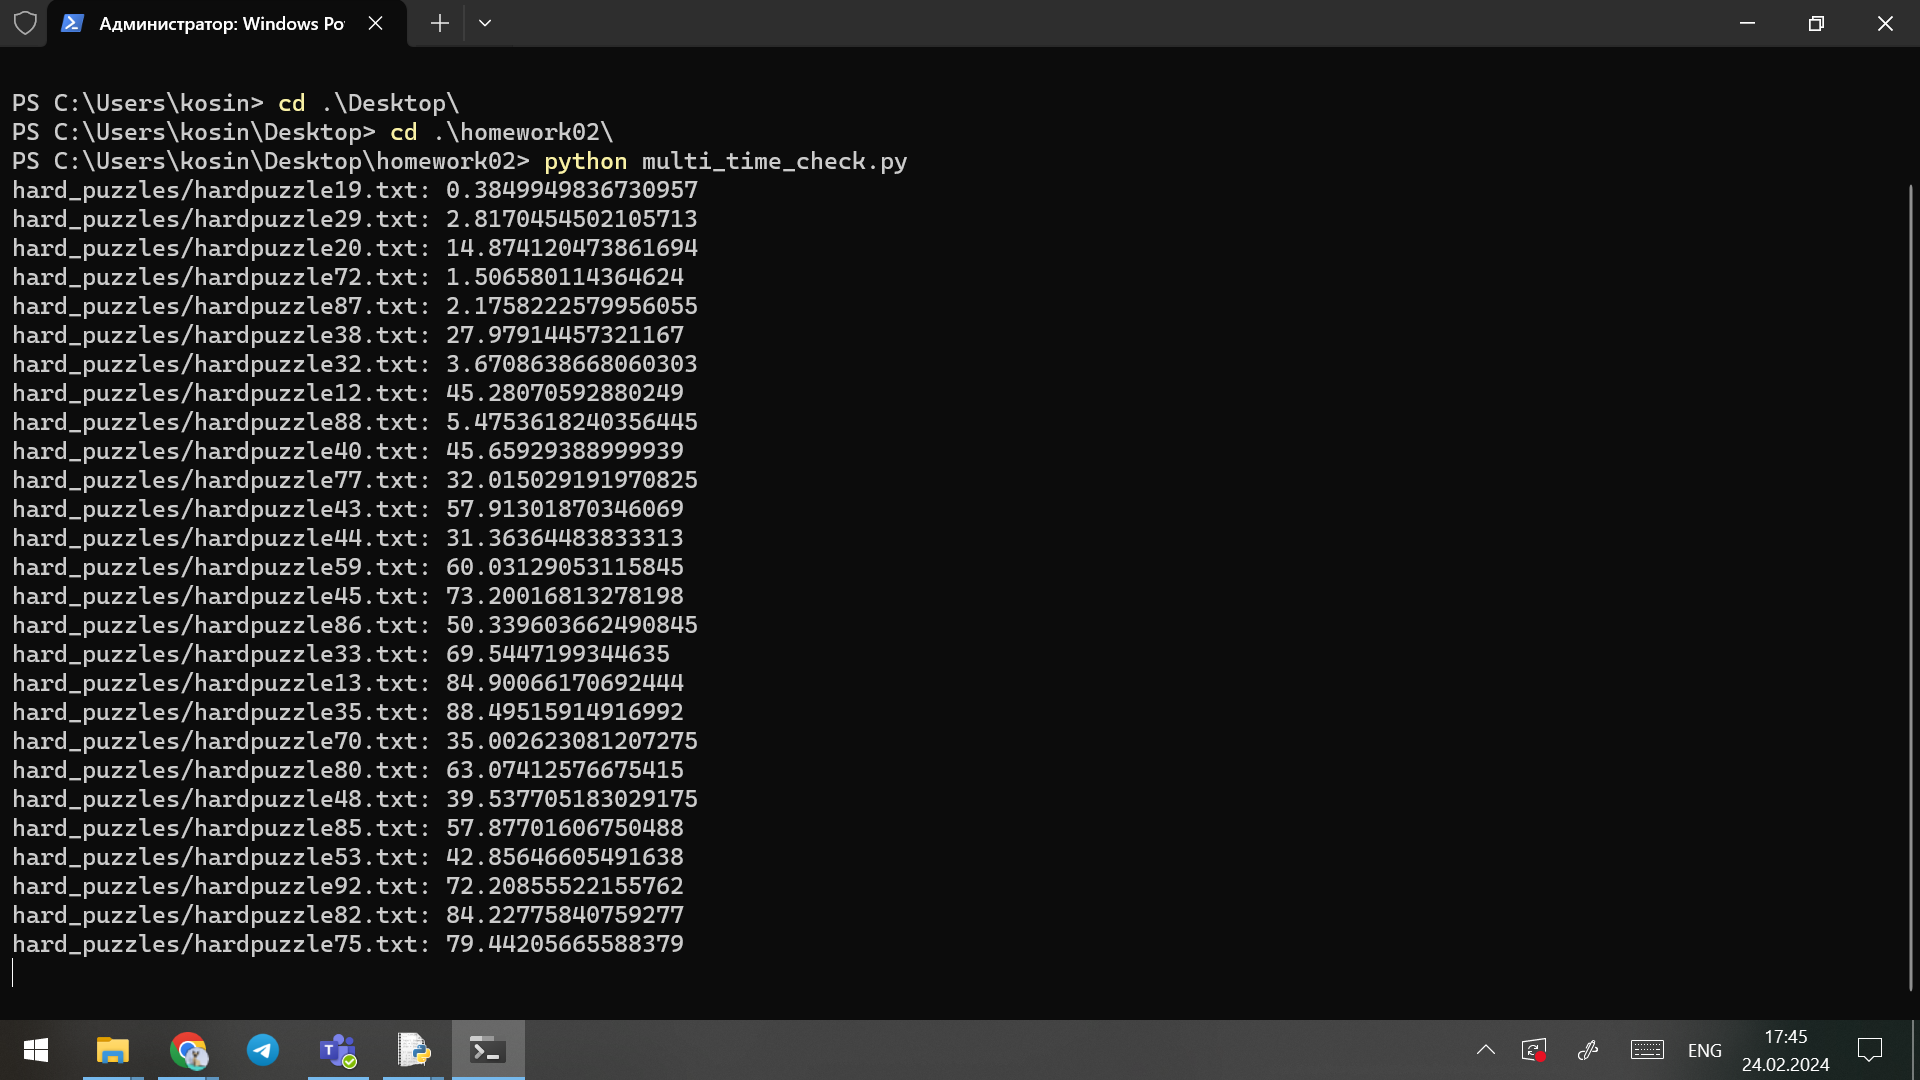 Администратор: Windows Po
PS C:\Users\kosin> cd .\Desktop\
PS C:\Users\kosin\Desktop> cd .\homework02\
PS C:\Users\kosin\Desktop\homework02> python multi_time_check.py
hard_puzzles/hardpuzzle19.txt: 0.3849949836730957
hard_puzzles/hardpuzzle29.txt: 2.8170454502105713
hard_puzzles/hardpuzzle20.txt: 14.874120473861694
hard_puzzles/hardpuzzle72.txt: 1.506580114364624
hard_puzzles/hardpuzzle87.txt: 2.1758222579956055
hard_puzzles/hardpuzzle38.txt: 27.97914457321167
hard_puzzles/hardpuzzle32.txt: 3.6708638668060303
hard_puzzles/hardpuzzle12.txt: 45.28070592880249
hard_puzzles/hardpuzzle88.txt: 5.4753618240356445
hard_puzzles/hardpuzzle40.txt: 45.65929388999939
hard_puzzles/hardpuzzle77.txt: 32.015029191970825
hard_puzzles/hardpuzzle43.txt: 57.91301870346069
hard_puzzles/hardpuzzle44.txt: 31.36364483833313
hard_puzzles/hardpuzzle59.txt: 60.03129053115845
hard_puzzles/hardpuzzle45.txt: 73.20016813278198
hard_puzzles/hardpuzzle86.txt: 50.339603662490845
hard_puzzles/hardpuzzle33.txt: 69.5447199344635
hard_puzzles/hardpuzzle13.txt: 84.90066170692444
hard_puzzles/hardpuzzle35.txt: 88.49515914916992
hard_puzzles/hardpuzzle70.txt: 35.002623081207275
hard_puzzles/hardpuzzle80.txt: 63.07412576675415
hard_puzzles/hardpuzzle48.txt: 39.537705183029175
hard_puzzles/hardpuzzle85.txt: 57.87701606750488
hard_puzzles/hardpuzzle53.txt: 42.85646605491638
hard_puzzles/hardpuzzle92.txt: 72.20855522155762
hard_puzzles/hardpuzzle82.txt: 84.22775840759277
hard_puzzles/hardpuzzle75.txt: 79.44205665588379
ENG
17:45
24.02.2024